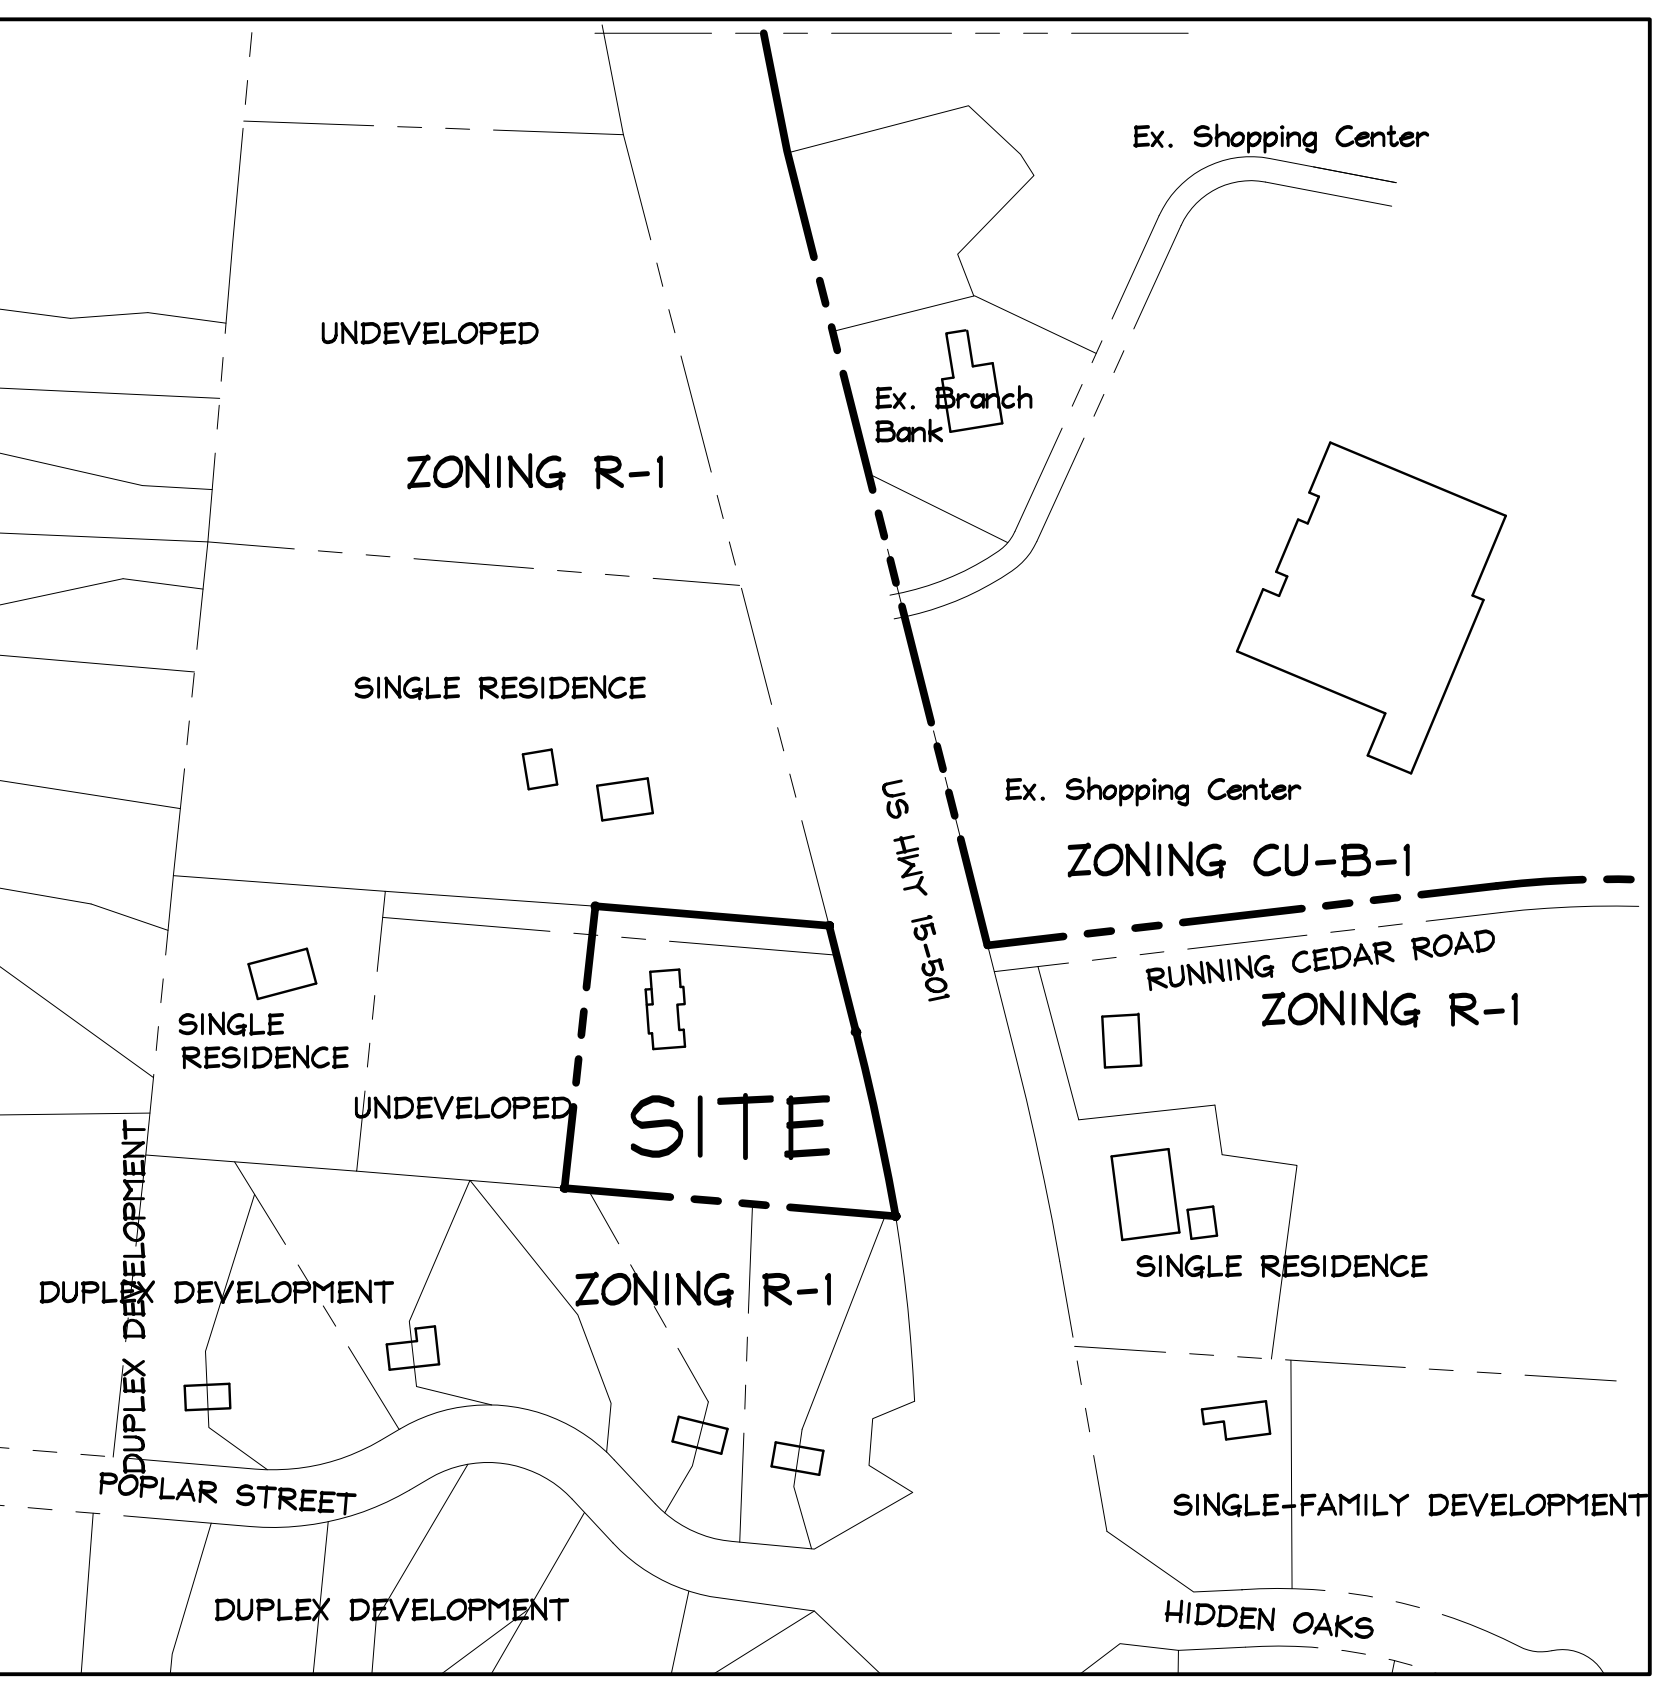 Ex. Shopping Center
UNDEVELOPED
Ex. Branch
Bank
ZONING R-1
SINGLE RESIDENCE
Ex. Shopping Center
US HWY 15-501
ZONING CU-B-1
RUNNING CEDAR ROAD
ZONING R-1
SINGLE
RESIDENCE
UNDEVELOPED
SITE
DUPLEX DEVELOPMENT
SINGLE RESIDENCE
DUPLEX DEVELOPMENT
ZONING R-1
POPLAR STREET
SINGLE-FAMILY DEVELOPMENT
DUPLEX DEVELOPMENT
HIDDEN OAKS